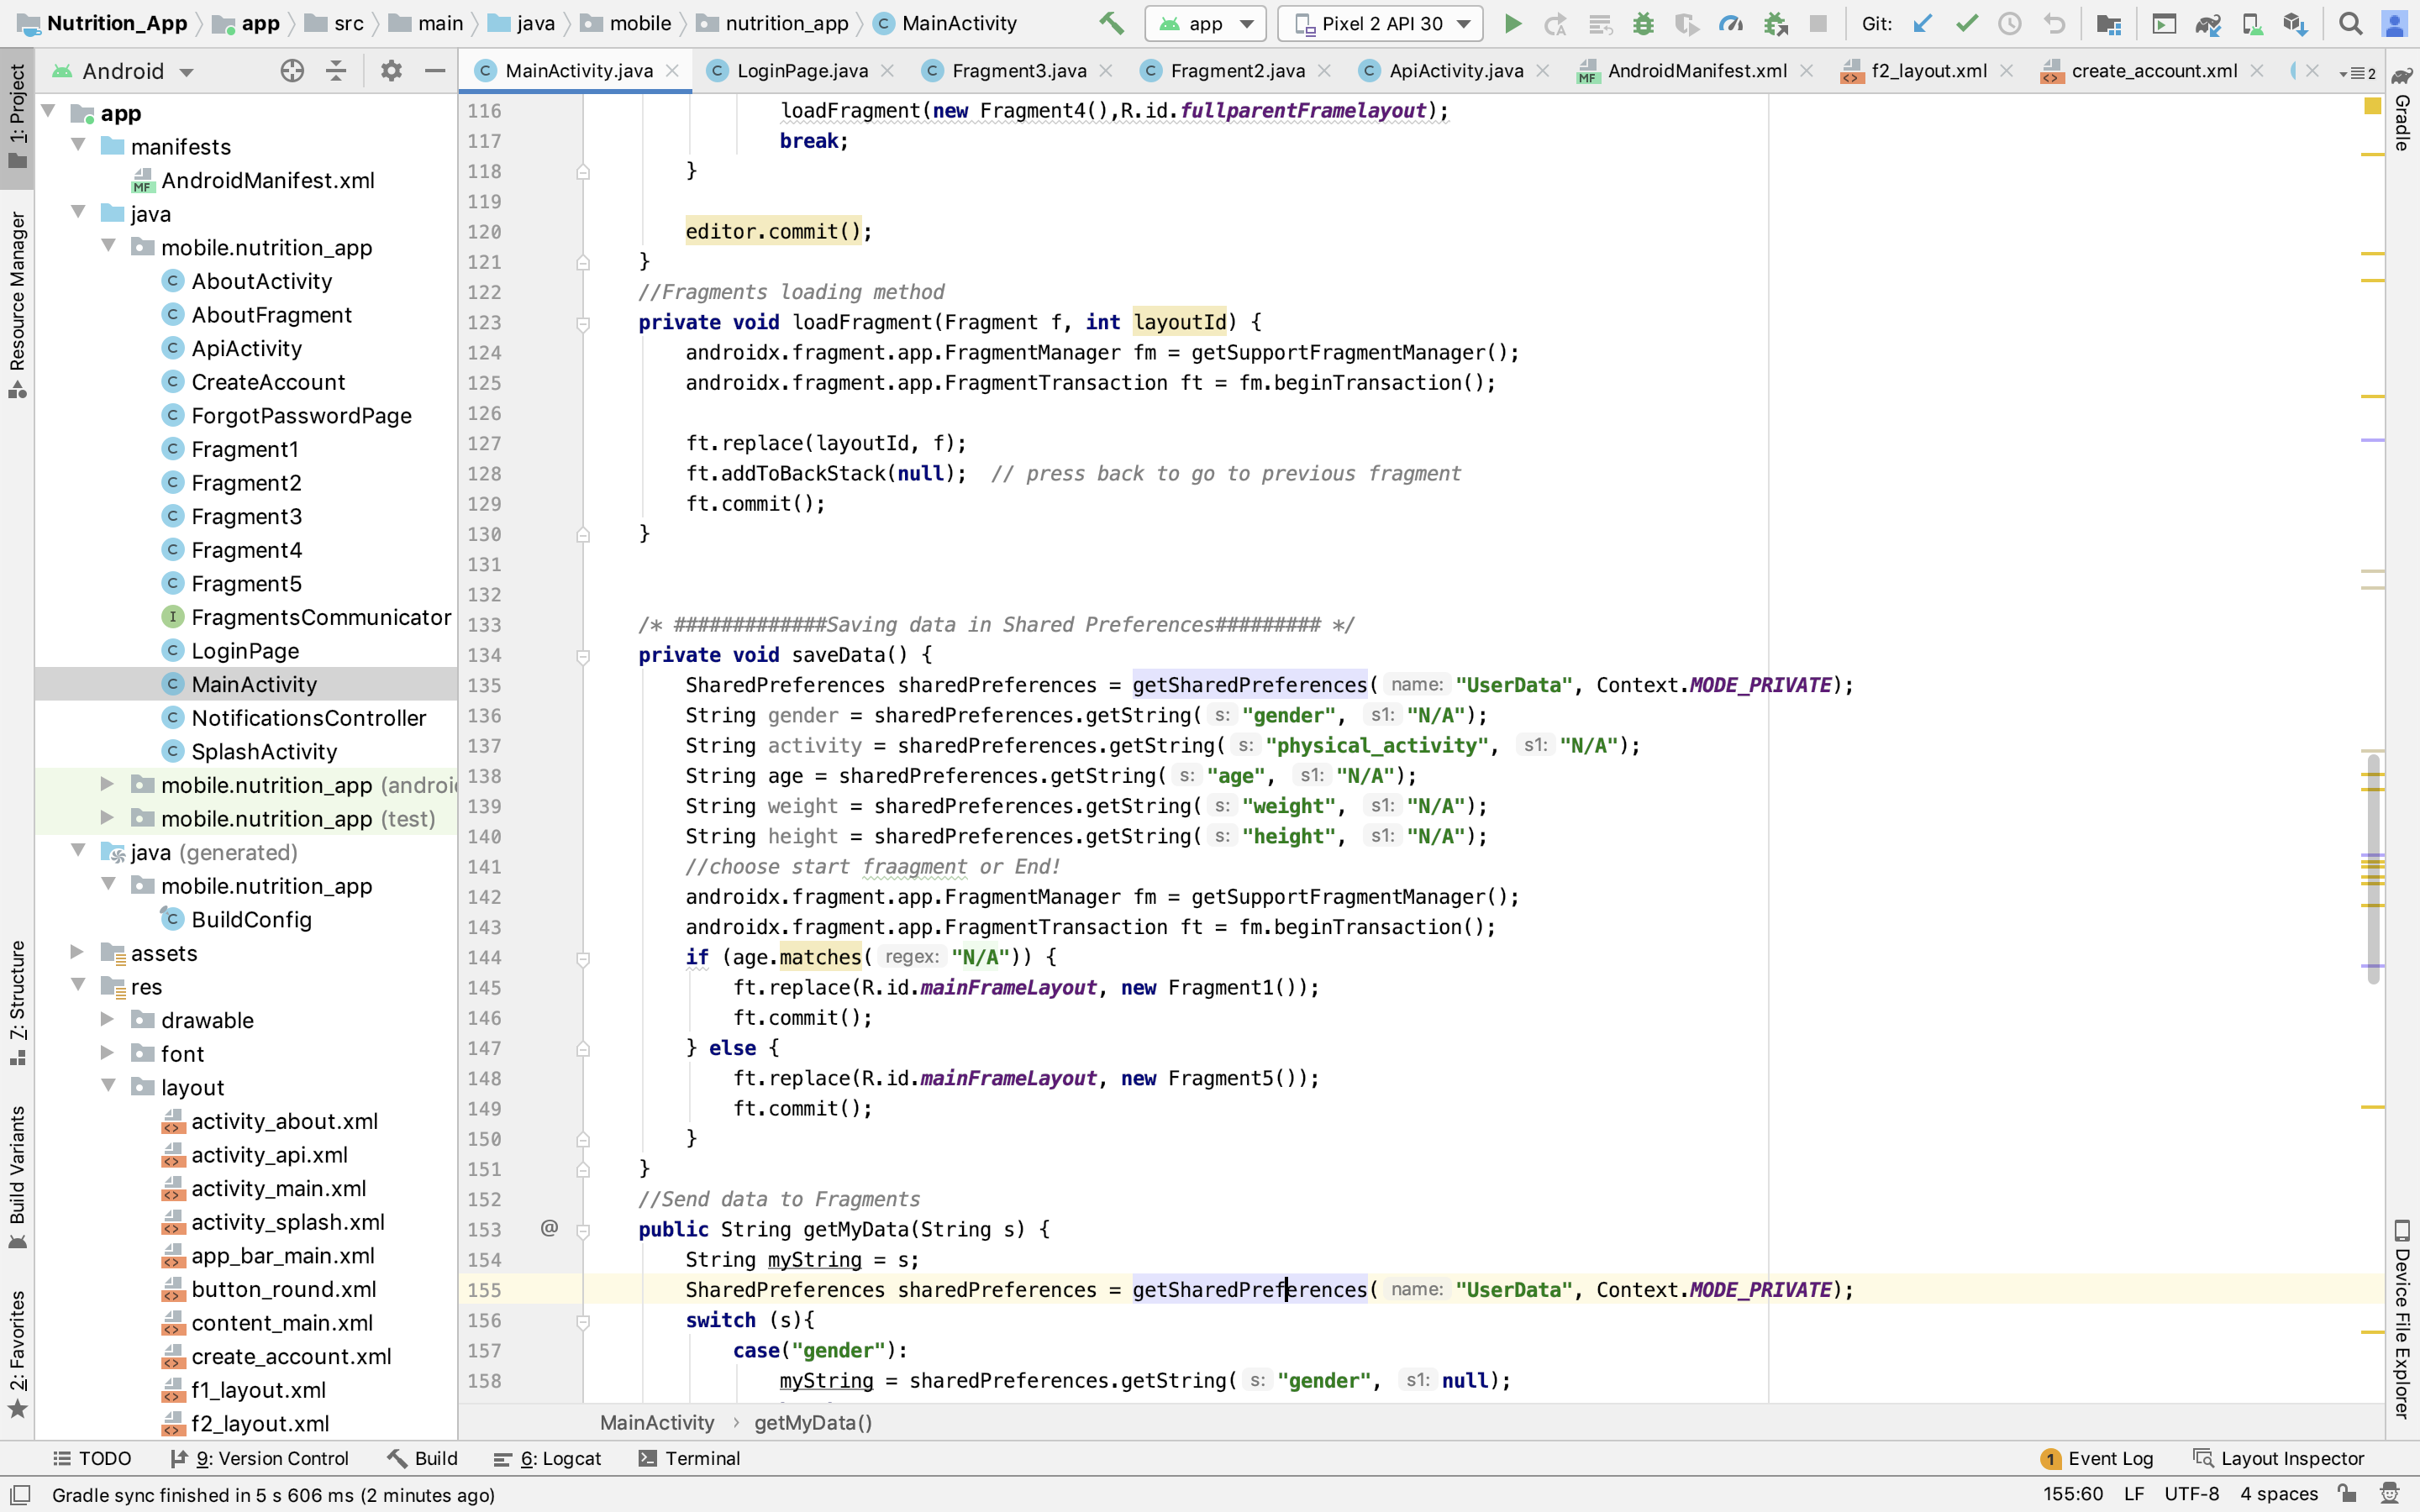 Nutrition_App app src main java mobile nutrition_app MainActivity app Pixel 2 API 30 Git:
Android
MainActivity.java LoginPage.java Fragment3.java Fragment2.java ApiActivity.java AndroidManifest.xml f2_layout.xml create_account.xml 2
1: Project
Resource Manager
7: Structure
Build Variants
2: Favorites
app
manifests
AndroidManifest.xml
java
mobile.nutrition_app
AboutActivity
AboutFragment
ApiActivity
CreateAccount
ForgotPasswordPage
Fragment1
Fragment2
Fragment3
Fragment4
Fragment5
FragmentsCommunicator
LoginPage
MainActivity
NotificationsController
SplashActivity
mobile.nutrition_app (androi
mobile.nutrition_app (test)
java (generated)
mobile.nutrition_app
BuildConfig
assets
res
drawable
font
layout
activity_about.xml
activity_api.xml
activity_main.xml
activity_splash.xml
app_bar_main.xml
button_round.xml
content_main.xml
create_account.xml
f1_layout.xml
f2_layout.xml
116 loadFragment(new Fragment4(),R.id.fullparentFramelayout);
117 break;
118 }
119
120 editor.commit();
121 }
122 //Fragments loading method
123 private void loadFragment(Fragment f, int layoutId) {
124 androidx.fragment.app.FragmentManager fm = getSupportFragmentManager();
125 androidx.fragment.app.FragmentTransaction ft = fm.beginTransaction();
126
127 ft.replace(layoutId, f);
128 ft.addToBackStack(null); // press back to go to previous fragment
129 ft.commit();
130 }
131
132
133 /* #############Saving data in Shared Preferences######### */
134 private void saveData() {
135 SharedPreferences sharedPreferences = getSharedPreferences( name: "UserData", Context.MODE_PRIVATE);
136 String gender = sharedPreferences.getString( s: "gender", s1: "N/A");
137 String activity = sharedPreferences.getString( s: "physical_activity", s1: "N/A");
138 String age = sharedPreferences.getString( s: "age", s1: "N/A");
139 String weight = sharedPreferences.getString( s: "weight", s1: "N/A");
140 String height = sharedPreferences.getString( s: "height", s1: "N/A");
141 //choose start fraagment or End!
142 androidx.fragment.app.FragmentManager fm = getSupportFragmentManager();
143 androidx.fragment.app.FragmentTransaction ft = fm.beginTransaction();
144 if (age.matches( regex: "N/A")) {
145 ft.replace(R.id.mainFrameLayout, new Fragment1());
146 ft.commit();
147 } else {
148 ft.replace(R.id.mainFrameLayout, new Fragment5());
149 ft.commit();
150 }
151 }
152 //Send data to Fragments
153 @ public String getMyData(String s) {
154 String myString = s;
155 SharedPreferences sharedPreferences = getSharedPreferences( name: "UserData", Context.MODE_PRIVATE);
156 switch (s){
157 case("gender"):
158 myString = sharedPreferences.getString( s: "gender", s1: null);
MainActivity › getMyData()
Gradle
Device File Explorer
TODO 9: Version Control Build 6: Logcat Terminal 1 Event Log Layout Inspector
Gradle sync finished in 5 s 606 ms (2 minutes ago) 155:60 LF UTF-8 4 spaces